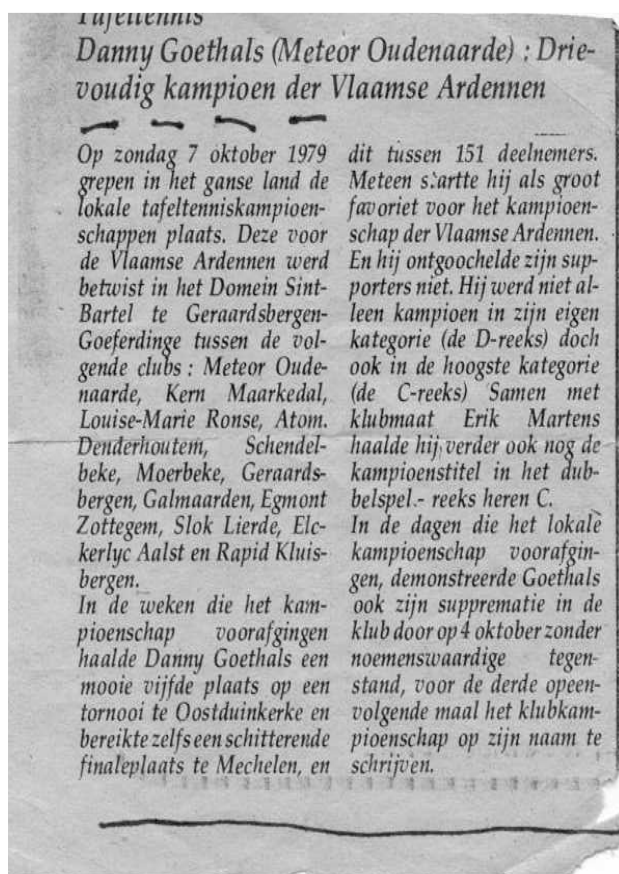 Tafeltennis
Danny Goethals (Meteor Oudenaarde) : Drie-
voudig kampioen der Vlaamse Ardennen
Op zondag 7 oktober 1979
grepen in het ganse land de
lokale tafeltenniskampioen-
schappen plaats. Deze voor
de Vlaamse Ardennen werd
betwist in het Domein Sint-
Bartel te Geraardsbergen-
Goeferdinge tussen de vol-
gende clubs : Meteor Oude-
naarde, Kern Maarkedal,
Louise-Marie Ronse, Atom.
Denderhoutem, Schendel-
beke, Moerbeke, Geraards-
bergen, Galmaarden, Egmont
Zottegem, Slok Lierde, Elc-
kerlyc Aalst en Rapid Kluis-
bergen.
In de weken die het kam-
pioenschap voorafgingen
haalde Danny Goethals een
mooie vijfde plaats op een
tornooi te Oostduinkerke en
bereikte zelfs een schitterende
finaleplaats te Mechelen, en
dit tussen 151 deelnemers.
Meteen startte hij als groot
favoriet voor het kampioen-
schap der Vlaamse Ardennen.
En hij ontgoochelde zijn sup-
porters niet. Hij werd niet al-
leen kampioen in zijn eigen
kategorie (de D-reeks) doch
ook in de hoogste kategorie
(de C-reeks) Samen met
klubmaat Erik Martens
haalde hij verder ook nog de
kampioenstitel in het dub-
belspel.- reeks heren C.
In de dagen die het lokale
kampioenschap voorafgin-
gen, demonstreerde Goethals
ook zijn supprematie in de
klub door op 4 oktober zonder
noemenswaardige tegen-
stand, voor de derde opeen-
volgende maal het klubkam-
pioenschap op zijn naam te
schrijven.